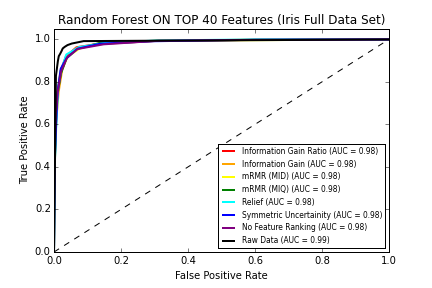 Random Forest ON TOP 40 Features (Iris Full Data Set)
True Positive Rate
1.0
0.8
0.6
0.4
0.2
0.0
Information Gain Ratio (AUC = 0.98)
Information Gain (AUC = 0.98)
mRMR (MID) (AUC = 0.98)
mRMR (MIQ) (AUC = 0.98)
Relief (AUC = 0.98)
Symmetric Uncertainity (AUC = 0.98)
No Feature Ranking (AUC = 0.98)
Raw Data (AUC = 0.99)
0.0 0.2 0.4 0.6 0.8 1.0
False Positive Rate